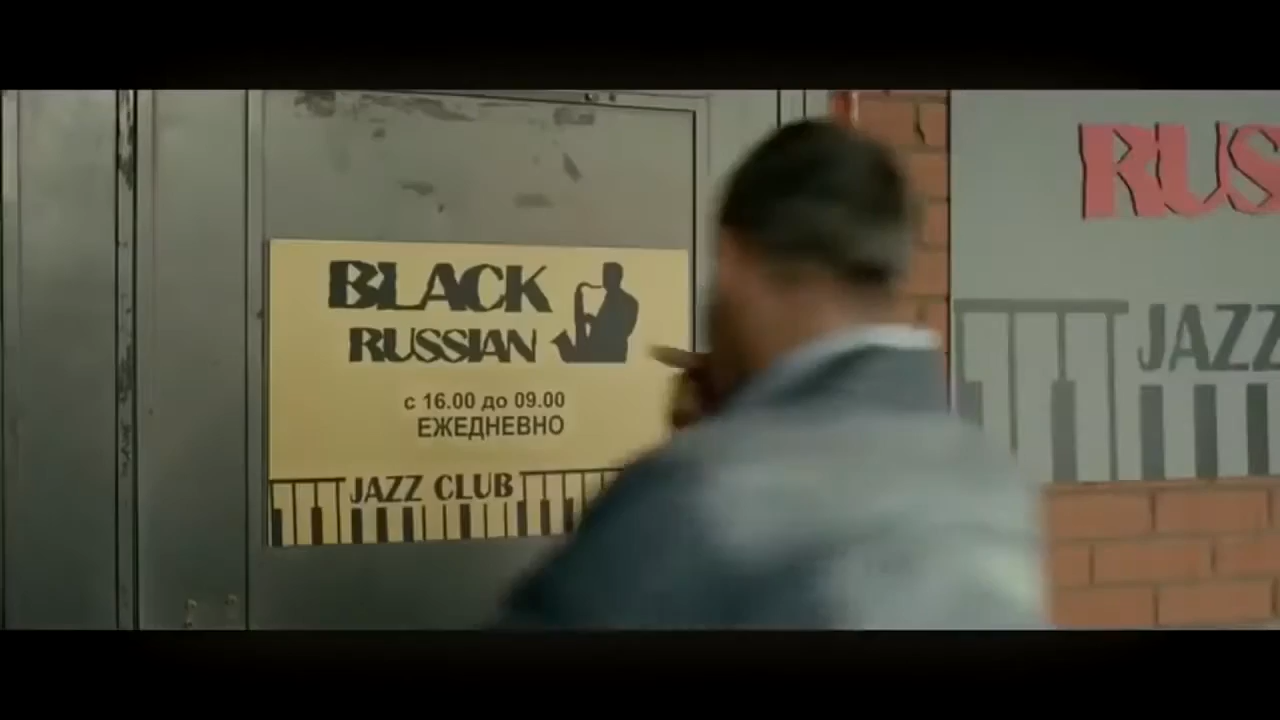 BLACK
RUSSIAN
с 16.00 до 09.00
ЕЖЕДНЕВНО
JAZZ CLUB
RUS
JAZZ